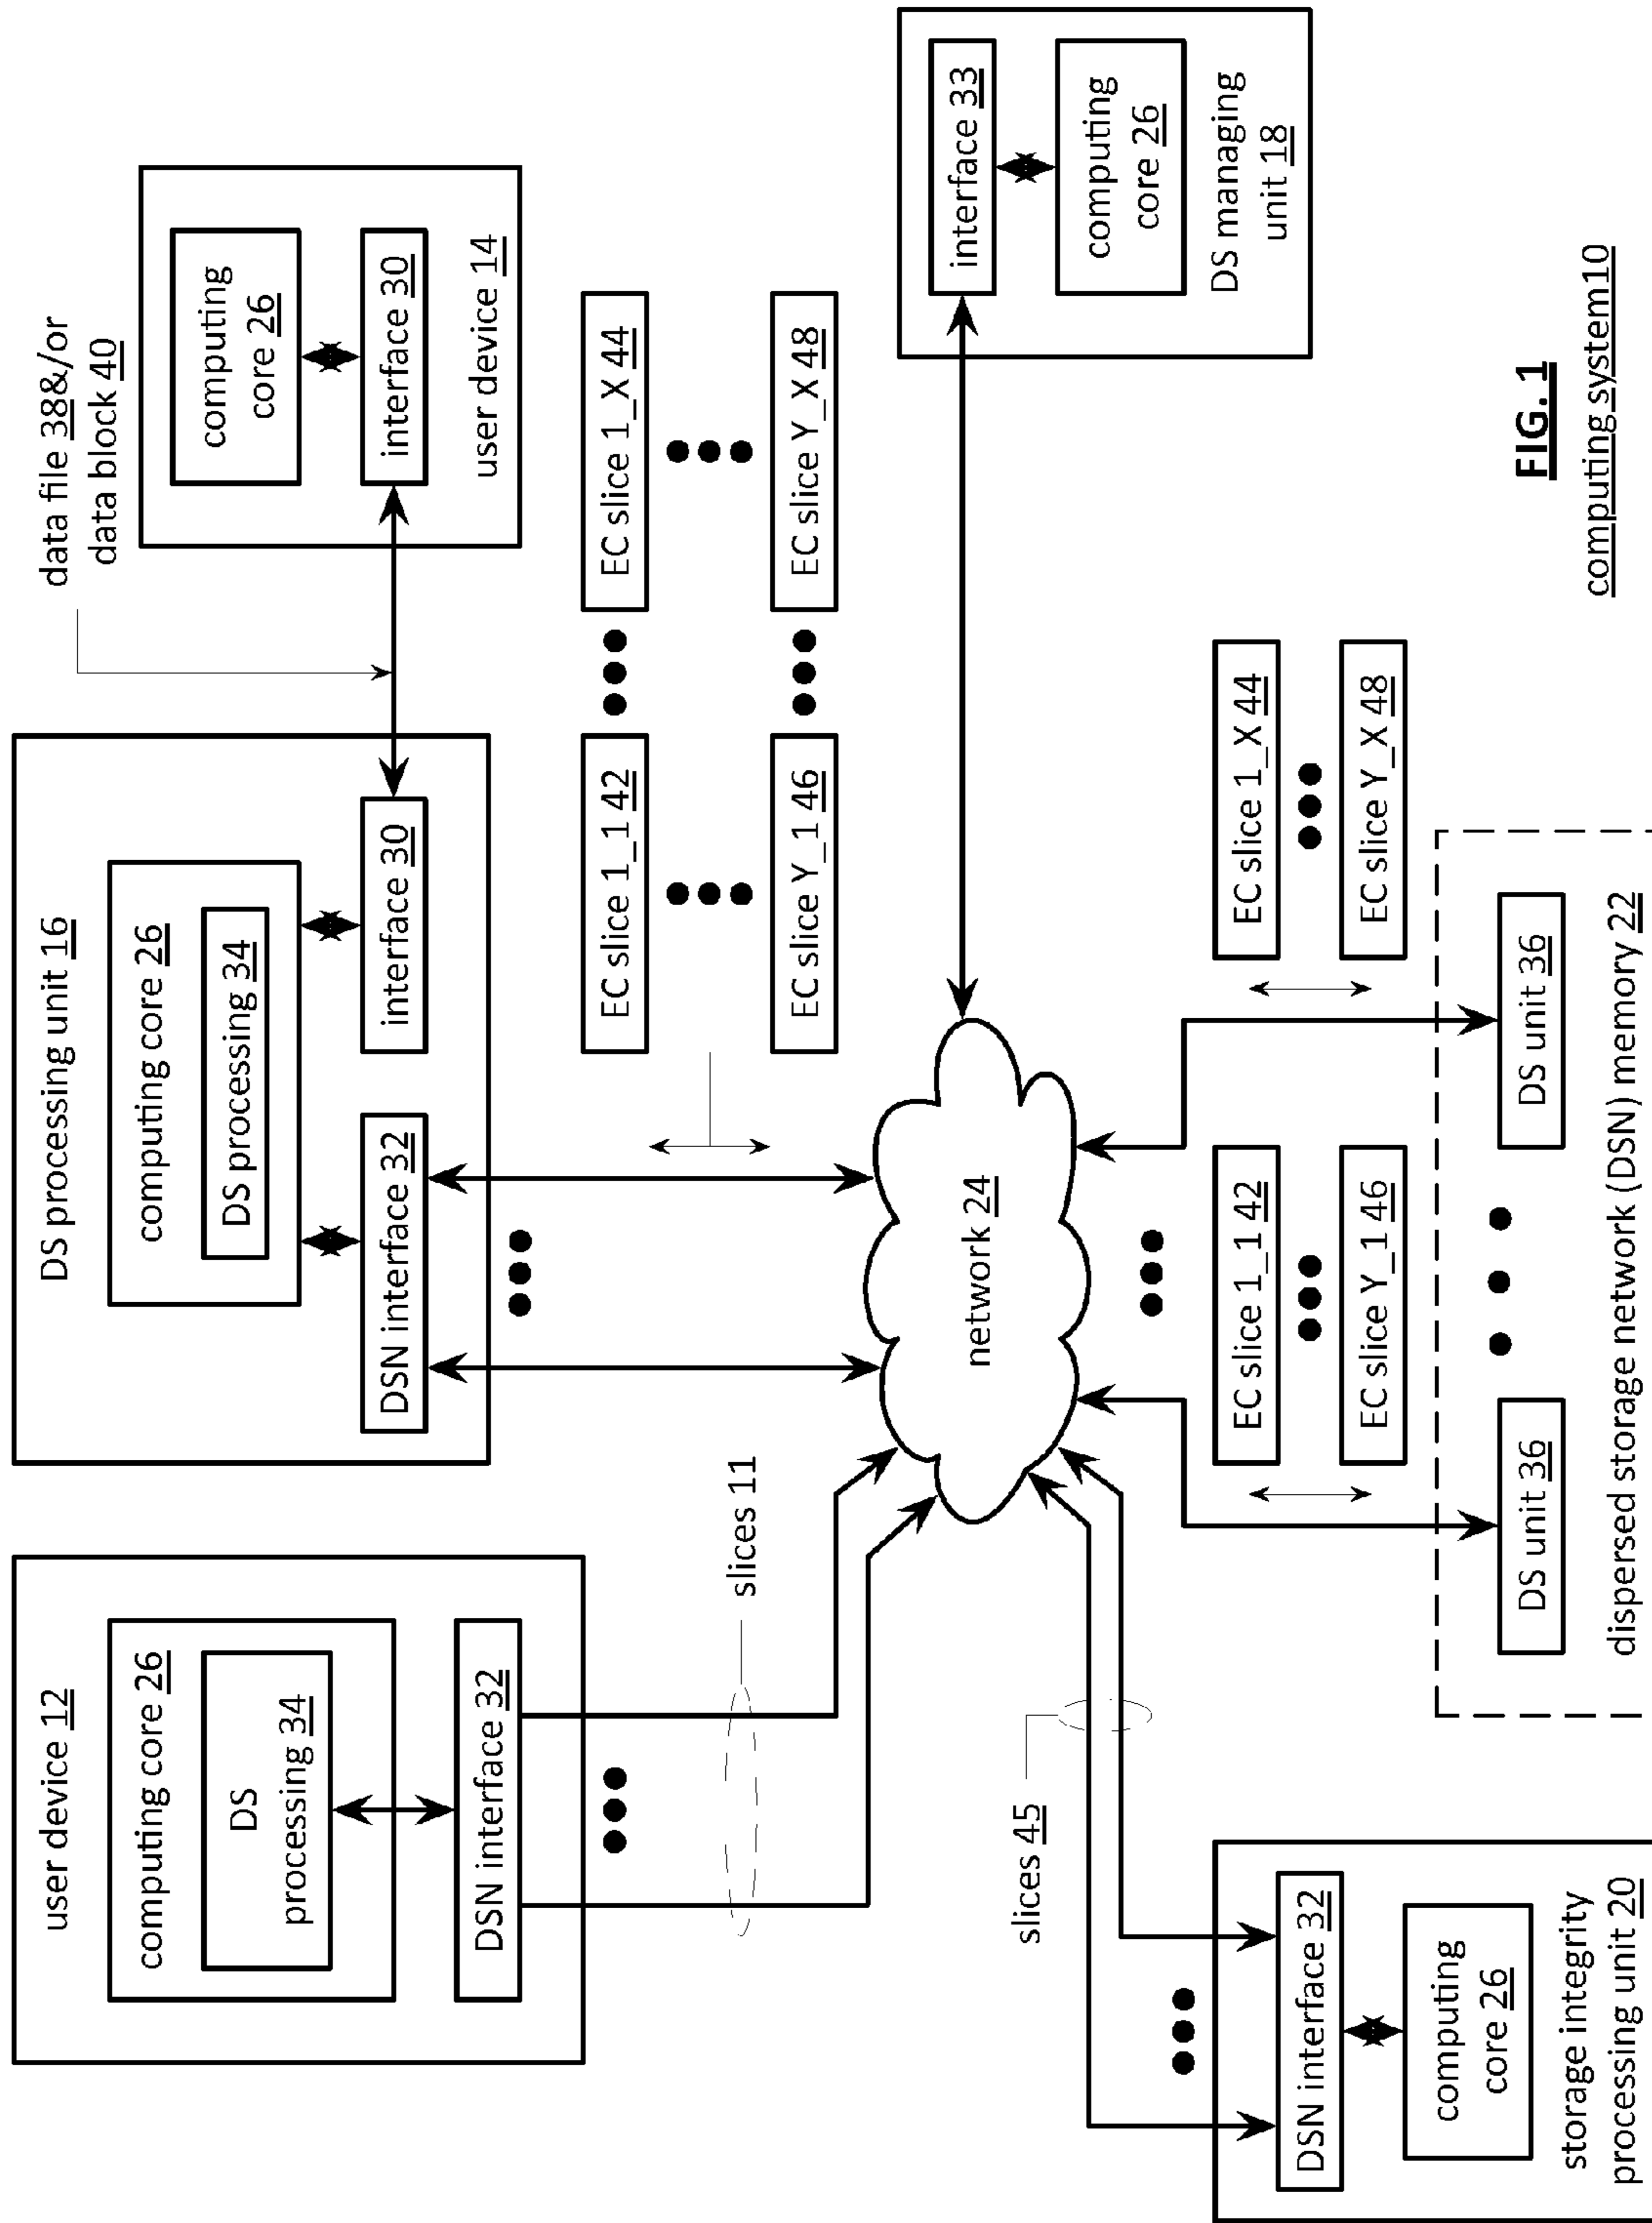 user device 12
computing core 26
DS
processing 34
DSN interface 32
slices 11
DS processing unit 16
computing core 26
DS processing 34
DSN interface 32
interface 30
data file 38&/or
data block 40
computing
core 26
interface 30
user device 14
EC slice 1_1 42
EC slice 1_X 44
EC slice Y_1 46
EC slice Y_X 48
network 24
interface 33
computing
core 26
DS managing
unit 18
slices 45
DSN interface 32
computing
core 26
storage integrity
processing unit 20
EC slice 1_1 42
EC slice Y_1 46
EC slice 1_X 44
EC slice Y_X 48
DS unit 36
DS unit 36
dispersed storage network (DSN) memory 22
FIG. 1
computing system10